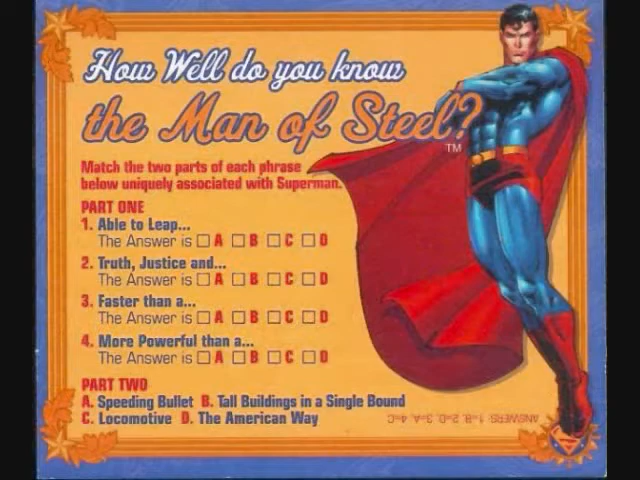 How Well do you know
the Man of Steel?
TM
Match the two parts of each phrase
below uniquely associated with Superman.
PART ONE
1. Able to Leap...
The Answer is □ A □ B □ C □ D
2. Truth, Justice and...
The Answer is □ A □ B □ C □ D
3. Faster than a...
The Answer is □ A □ B □ C □ D
4. More Powerful than a...
The Answer is □ A □ B □ C □ D
PART TWO
A. Speeding Bullet B. Tall Buildings in a Single Bound
C. Locomotive D. The American Way
ANSWERS: 1=B, 2=D, 3=A, 4=C